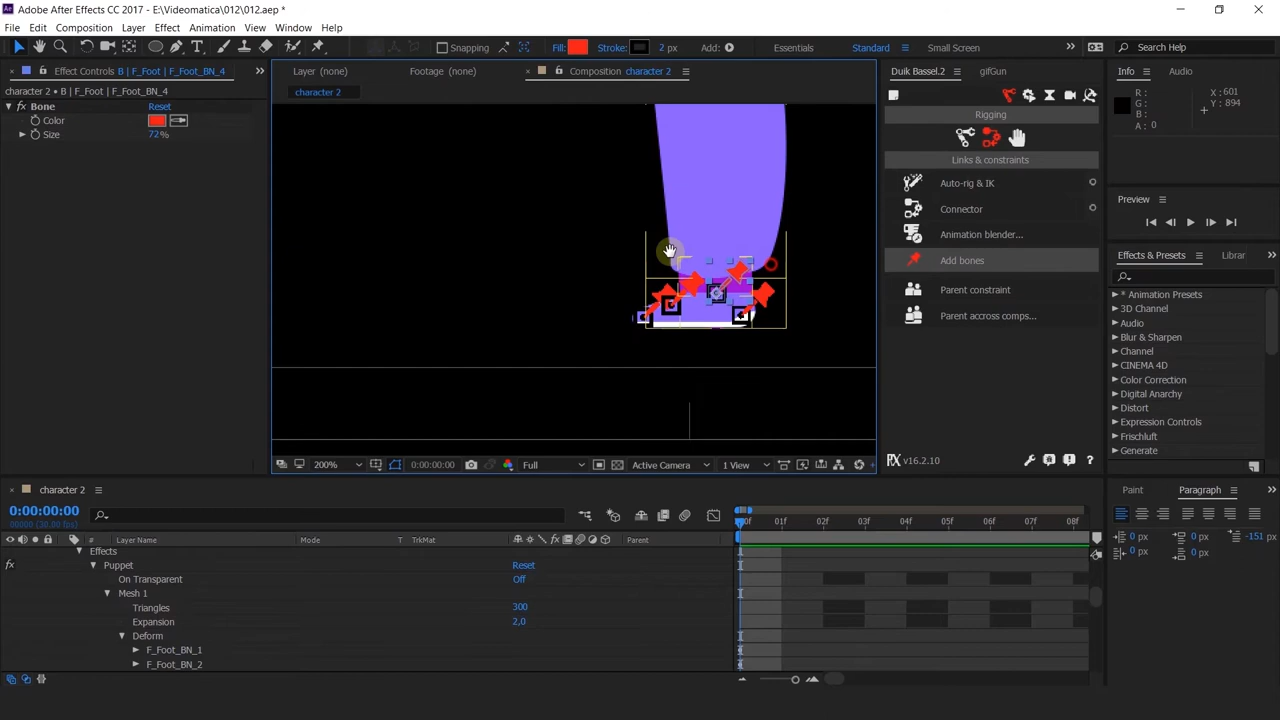 Adobe After Effects CC 2017 - E:\Videomatica\012\012.aep *
File Edit Composition Layer Effect Animation View Window Help
Snapping Fill: Stroke: 2 px Add: Essentials Standard Small Screen Search Help
Effect Controls B | F_Foot | F_Foot_BN_4
Layer (none) Footage (none) Composition character 2
Duik Bassel.2 gifGun Info Audio
character 2 • B | F_Foot | F_Foot_BN_4
character 2
Bone Reset
Color
Size 72%
R :
G :
B :
A : 0
X : 601
Y : 894
Rigging
Links & constraints
Auto-rig & IK
Connector
Animation blender...
Add bones
Parent constraint
Parent accross comps...
v16.2.10
Preview
Effects & Presets Librar
* Animation Presets
3D Channel
Audio
Blur & Sharpen
Channel
CINEMA 4D
Color Correction
Digital Anarchy
Distort
Expression Controls
Frischluft
Generate
200% 0:00:00:00 Full Active Camera 1 View
character 2
0:00:00:00
00000 (30.00 fps)
# Layer Name Mode T TrkMat Parent
00f 01f 02f 03f 04f 05f 06f 07f 08f
Effects
Puppet Reset
On Transparent Off
Mesh 1
Triangles 300
Expansion 2,0
Deform
F_Foot_BN_1
F_Foot_BN_2
Paint Paragraph
0 px 0 px -151
0 px 0 px